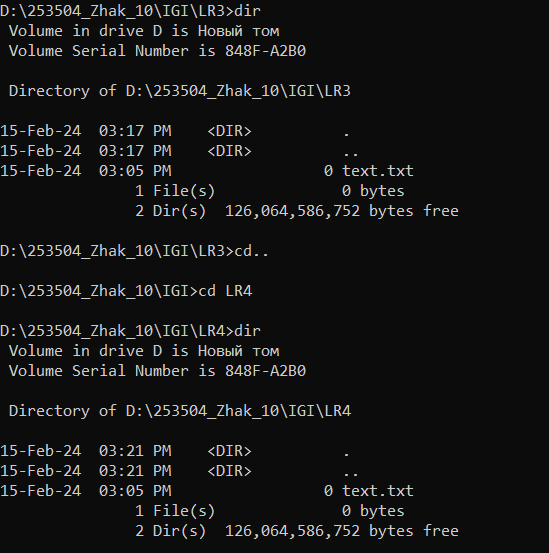 D:\253504_Zhak_10\IGI\LR3>dir
 Volume in drive D is Новый том
 Volume Serial Number is 848F-A2B0

 Directory of D:\253504_Zhak_10\IGI\LR3

15-Feb-24  03:17 PM    <DIR>          .
15-Feb-24  03:17 PM    <DIR>          ..
15-Feb-24  03:05 PM                 0 text.txt
               1 File(s)              0 bytes
               2 Dir(s)  126,064,586,752 bytes free

D:\253504_Zhak_10\IGI\LR3>cd..

D:\253504_Zhak_10\IGI>cd LR4

D:\253504_Zhak_10\IGI\LR4>dir
 Volume in drive D is Новый том
 Volume Serial Number is 848F-A2B0

 Directory of D:\253504_Zhak_10\IGI\LR4

15-Feb-24  03:21 PM    <DIR>          .
15-Feb-24  03:21 PM    <DIR>          ..
15-Feb-24  03:05 PM                 0 text.txt
               1 File(s)              0 bytes
               2 Dir(s)  126,064,586,752 bytes free